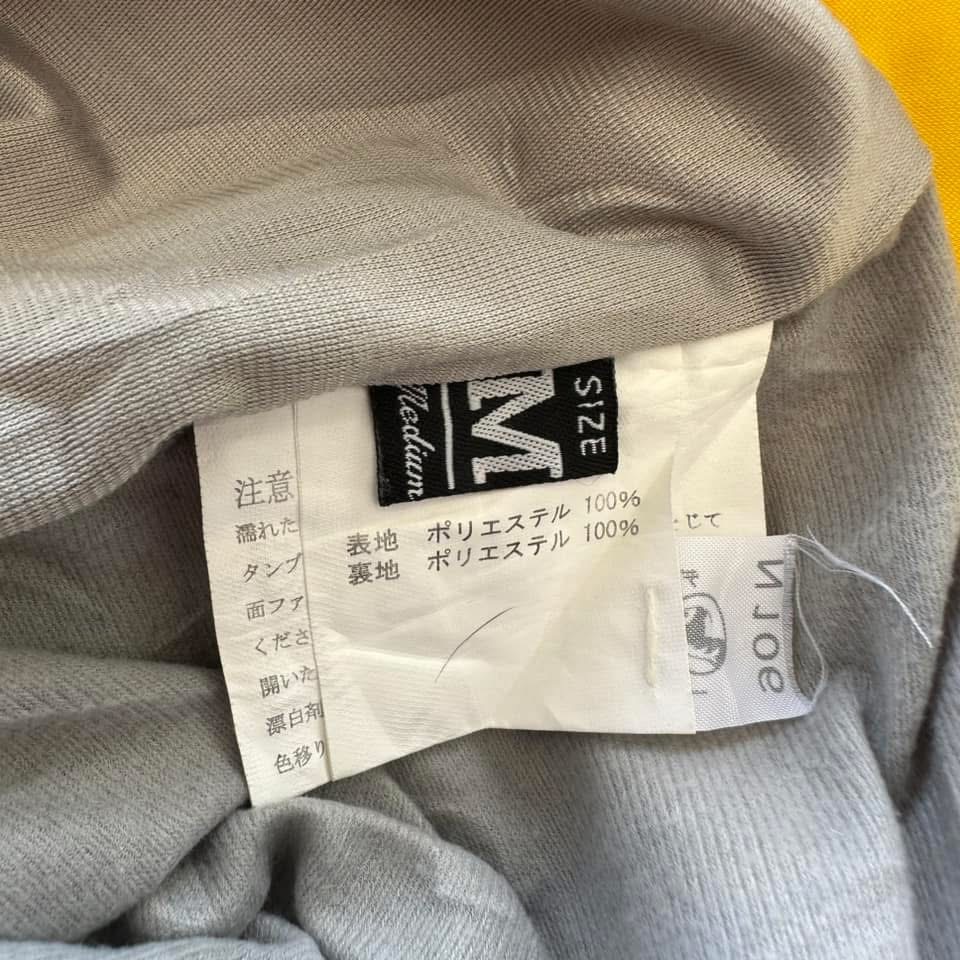 SIZE
M
Medium
表地 ポリエステル 100%
裏地 ポリエステル 100%
注意
濡れた
タンブ
面ファ
くださ
開いた
漂白剤
色移り
じて
N J09